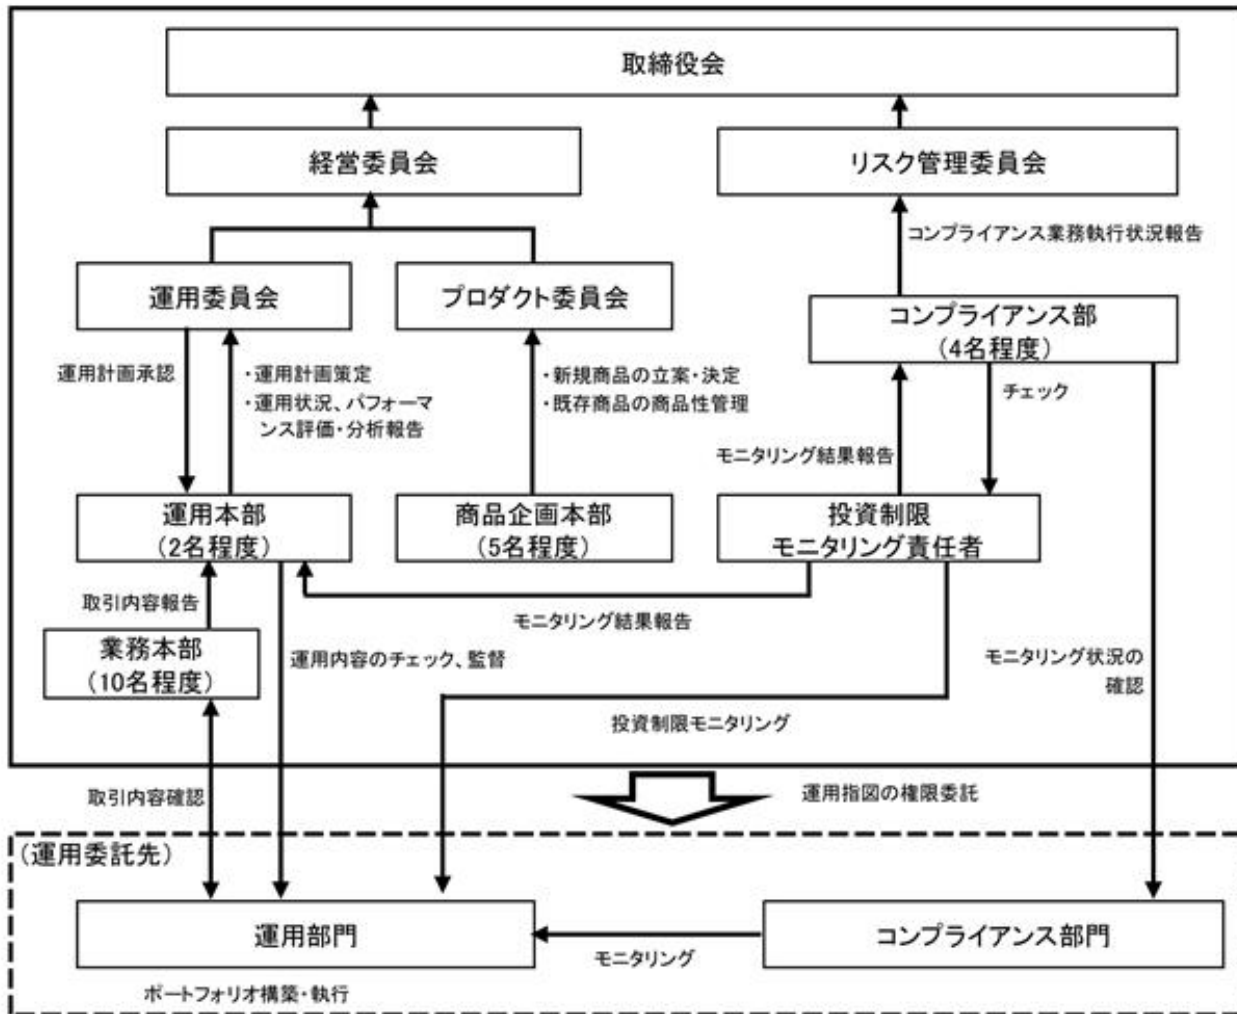 取締役会
経営委員会
リスク管理委員会
コンプライアンス業務執行状況報告
運用委員会
プロダクト委員会
コンプライアンス部
(4名程度)
運用計画承認
・運用計画策定
・運用状況、パフォーマ
ンス評価・分析報告
・新規商品の立案・決定
・既存商品の商品性管理
チェック
モニタリング結果報告
運用本部
(2名程度)
商品企画本部
(5名程度)
投資制限
モニタリング責任者
取引内容報告
モニタリング結果報告
業務本部
(10名程度)
運用内容のチェック、監督
モニタリング状況の
確認
投資制限モニタリング
取引内容確認
運用指図の権限委託
(運用委託先)
運用部門
モニタリング
コンプライアンス部門
ポートフォリオ構築・執行